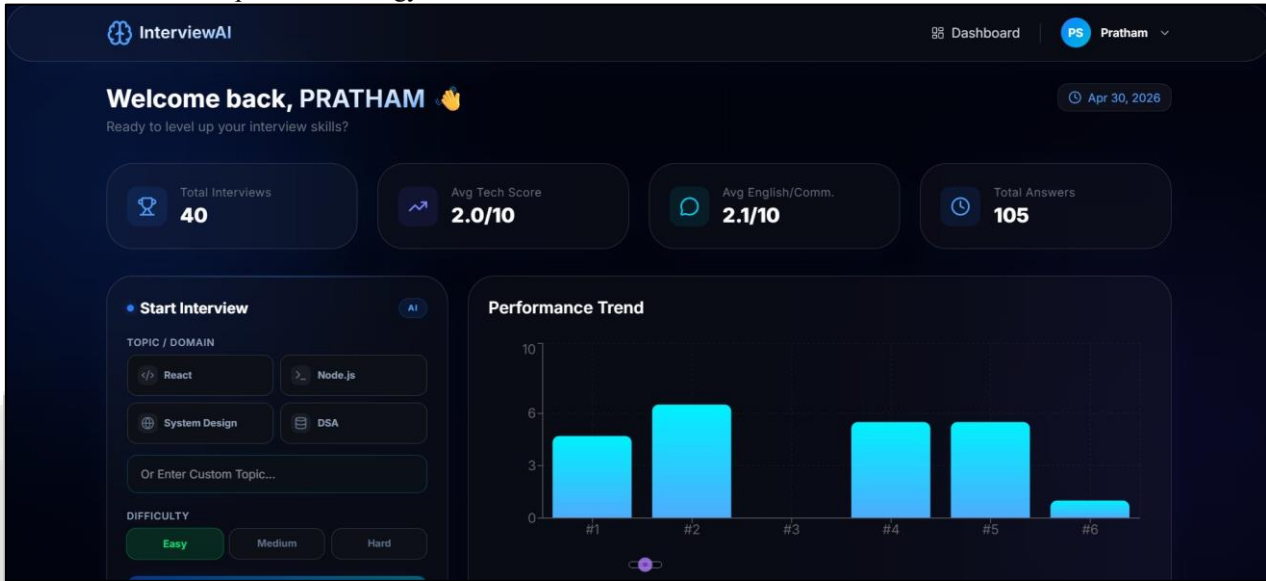 InterviewAI
Dashboard
PS
Pratham
Welcome back, PRATHAM 👋
Ready to level up your interview skills?
Apr 30, 2026
Total Interviews
40
Avg Tech Score
2.0/10
Avg English/Comm.
2.1/10
Total Answers
105
Start Interview
AI
TOPIC / DOMAIN
</> React
>_ Node.js
System Design
DSA
Or Enter Custom Topic...
DIFFICULTY
Easy
Medium
Hard
Performance Trend
10
6
3
0
#1
#2
#3
#4
#5
#6